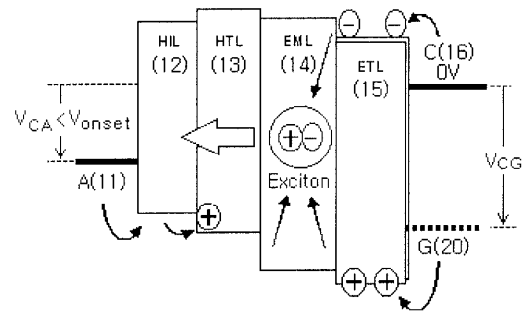 HIL
(12)
HTL
(13)
EML
(14)
ETL
(15)
C(16)
0V
V_CA<V_onset
A(11)
Exciton
V_CG
G(20)
+
−
+
−
−
+
+